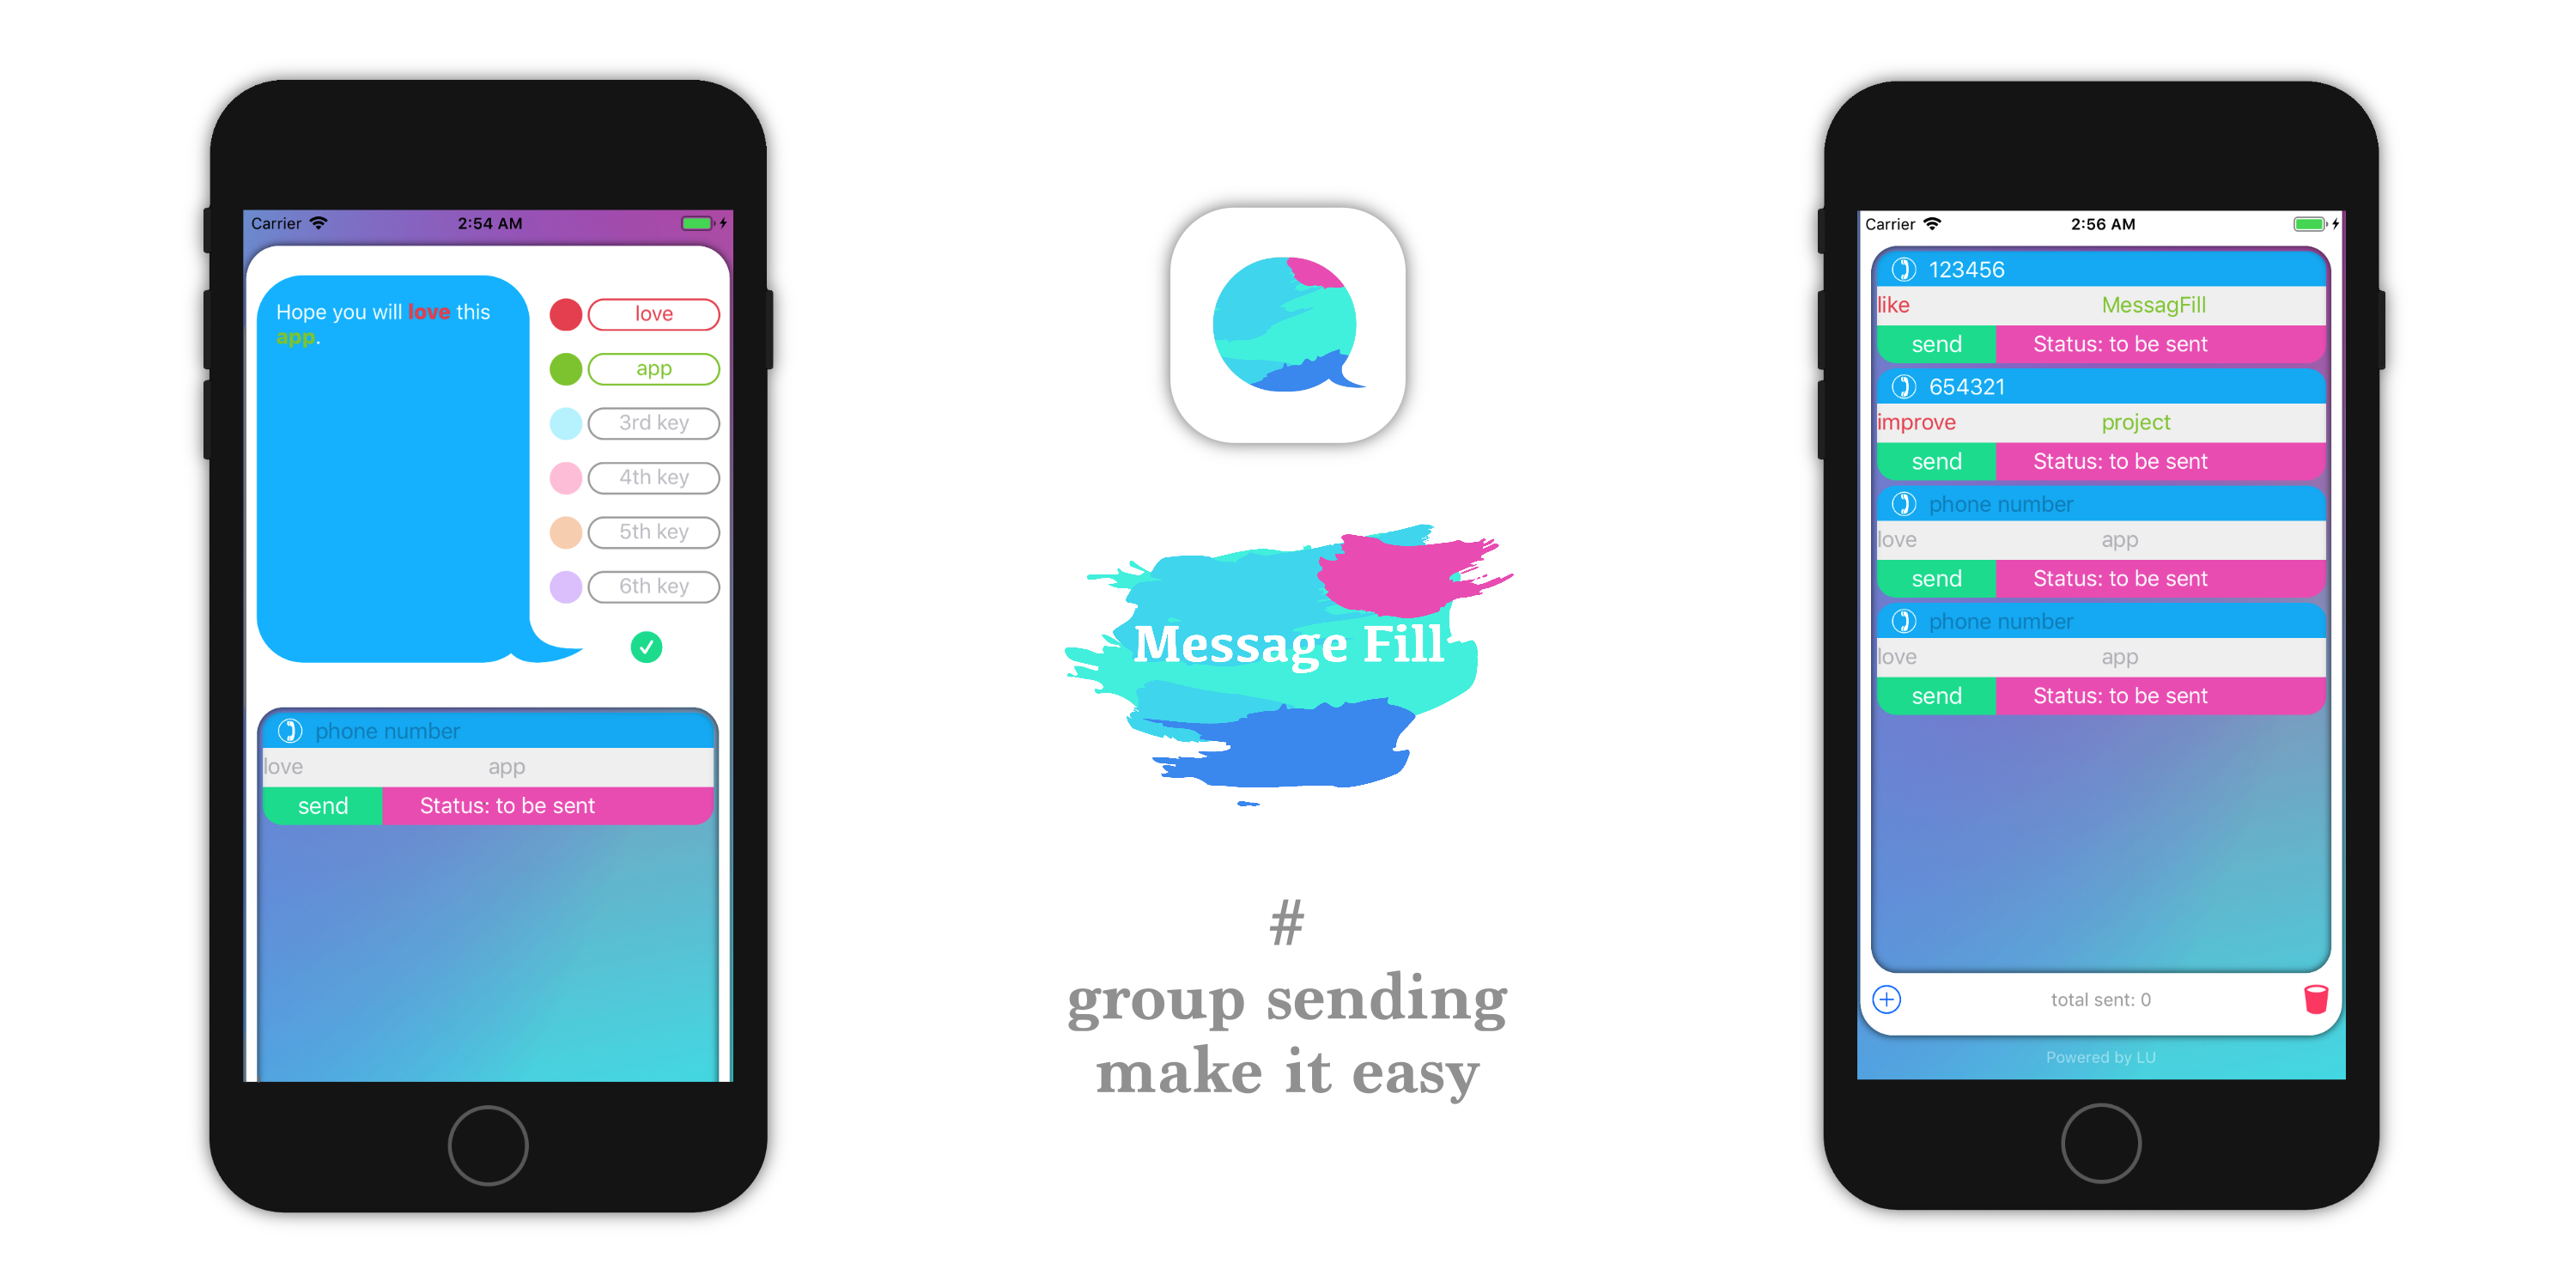 Carrier 2:54 AM
Hope you will love this
app.
love
app
3rd key
4th key
5th key
6th key
phone number
love app
send Status: to be sent
Message Fill
#
group sending
make it easy
Carrier 2:56 AM
123456
like MessagFill
send Status: to be sent
654321
improve project
send Status: to be sent
phone number
love app
send Status: to be sent
phone number
love app
send Status: to be sent
total sent: 0
Powered by LU